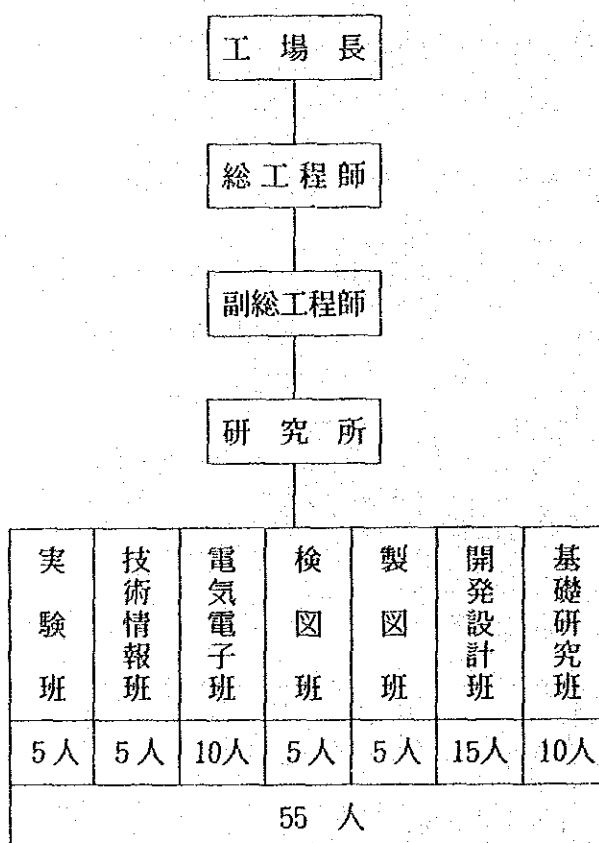 工場長
総工程師
副総工程師
研究所
実験班
技術情報班
電気電子班
検図班
製図班
開発設計班
基礎研究班
5人
5人
10人
5人
5人
15人
10人
55人